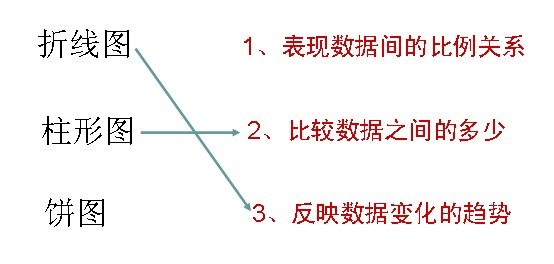 折线图 1、表现数据间的比例关系
柱形图 2、比较数据之间的多少
饼图 3、反映数据变化的趋势